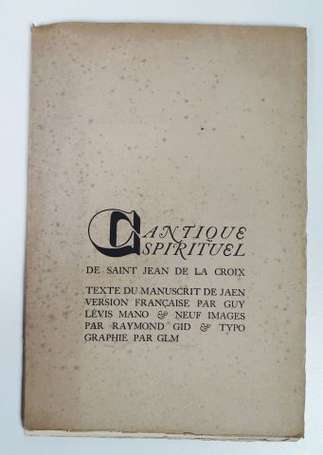 CANTIQUE
SPIRITUEL
DE SAINT JEAN DE LA CROIX
TEXTE DU MANUSCRIT DE JAEN
VERSION FRANÇAISE PAR GUY
LÉVIS MANO & NEUF IMAGES
PAR RAYMOND GID & TYPO
GRAPHIE PAR GLM